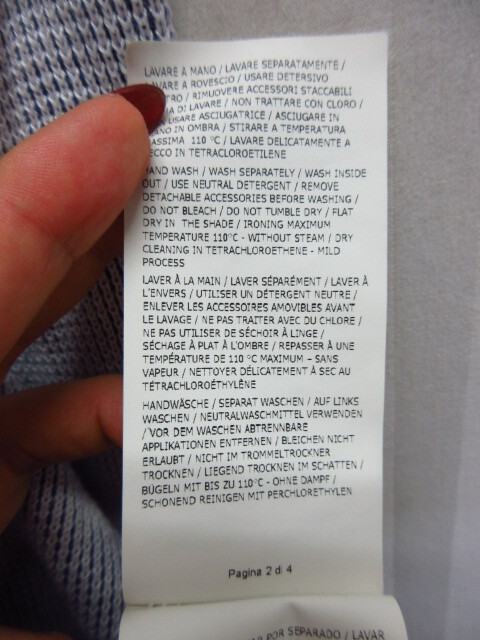 LAVARE A MANO / LAVARE SEPARATAMENTE /
LAVARE A ROVESCIO / USARE DETERSIVO
/ RIMUOVERE ACCESSORI STACCABILI
DI LAVARE / NON TRATTARE CON CLORO /
USARE ASCIUGATRICE / ASCIUGARE IN
IN OMBRA / STIRARE A TEMPERATURA
110 °C / LAVARE DELICATAMENTE A
IN TETRACLOROETILENE
HAND WASH / WASH SEPARATELY / WASH INSIDE
OUT / USE NEUTRAL DETERGENT / REMOVE
DETACHABLE ACCESSORIES BEFORE WASHING /
DO NOT BLEACH / DO NOT TUMBLE DRY / FLAT
DRY IN THE SHADE / IRONING MAXIMUM
TEMPERATURE 110°C - WITHOUT STEAM / DRY
CLEANING IN TETRACHLOROETHENE - MILD
PROCESS
LAVER À LA MAIN / LAVER SÉPARÉMENT / LAVER À
L'ENVERS / UTILISER UN DÉTERGENT NEUTRE /
ENLEVER LES ACCESSOIRES AMOVIBLES AVANT
LE LAVAGE / NE PAS TRAITER AVEC DU CHLORE /
NE PAS UTILISER DE SÉCHOIR À LINGE /
SÉCHAGE À PLAT À L'OMBRE / REPASSER À UNE
TEMPÉRATURE DE 110 °C MAXIMUM – SANS
VAPEUR / NETTOYER DÉLICATEMENT À SEC AU
TÉTRACHLOROÉTHYLÈNE
HANDWÄSCHE / SEPARAT WASCHEN / AUF LINKS
WASCHEN / NEUTRALWASCHMITTEL VERWENDEN
/ VOR DEM WASCHEN ABTRENNBARE
APPLIKATIONEN ENTFERNEN / BLEICHEN NICHT
ERLAUBT / NICHT IM TROMMELTROCKNER
TROCKNEN / LIEGEND TROCKNEN IM SCHATTEN /
BÜGELN MIT BIS ZU 110°C - OHNE DAMPF /
SCHONEND REINIGEN MIT PERCHLORETHYLEN
Pagina 2 di 4
POR SEPARADO / LAVAR